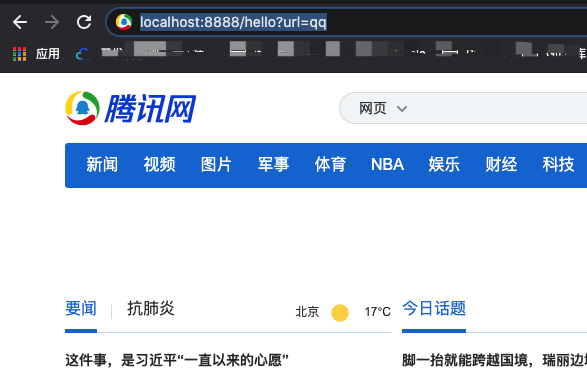 localhost:8888/hello?url=qq
应用
腾讯网
网页
新闻 视频 图片 军事 体育 NBA 娱乐 财经 科技
要闻 抗肺炎 北京 17°C 今日话题
这件事，是习近平“一直以来的心愿”
脚一抬就能跨越国境，瑞丽边